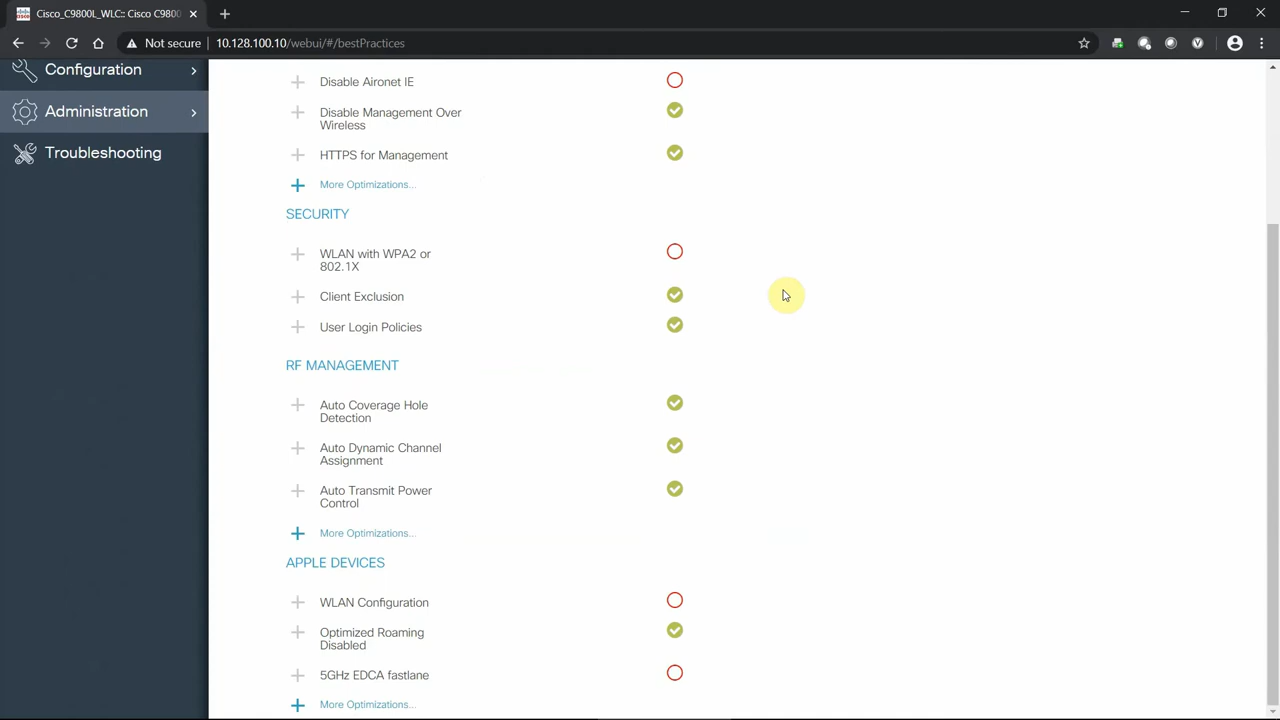 Cisco_C9800L_WLC: Cisco C9800
Not secure
10.128.100.10/webui/#/bestPractices
Configuration
Administration
Troubleshooting
Disable Aironet IE
Disable Management Over
Wireless
HTTPS for Management
More Optimizations...
SECURITY
WLAN with WPA2 or
802.1X
Client Exclusion
User Login Policies
RF MANAGEMENT
Auto Coverage Hole
Detection
Auto Dynamic Channel
Assignment
Auto Transmit Power
Control
More Optimizations...
APPLE DEVICES
WLAN Configuration
Optimized Roaming
Disabled
5GHz EDCA fastlane
More Optimizations...